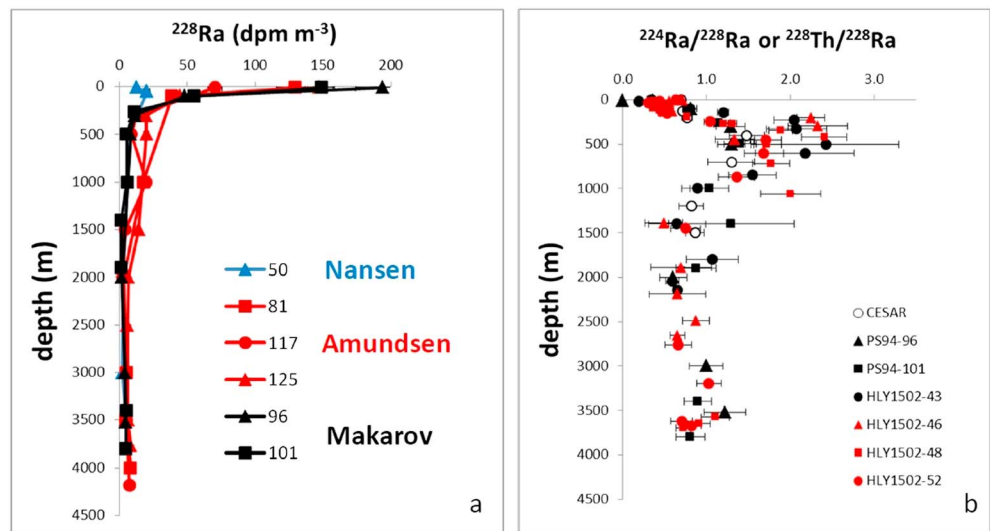 ²²⁸Ra (dpm m⁻³)
0 50 100 150 200
0
500
1000
1500
2000
2500
3000
3500
4000
4500
depth (m)
50 Nansen
81
117 Amundsen
125
96
101 Makarov
a
²²⁴Ra/²²⁸Ra or ²²⁸Th/²²⁸Ra
0.0 1.0 2.0 3.0
0
500
1000
1500
2000
2500
3000
3500
4000
4500
depth (m)
CESAR
PS94-96
PS94-101
HLY1502-43
HLY1502-46
HLY1502-48
HLY1502-52
b